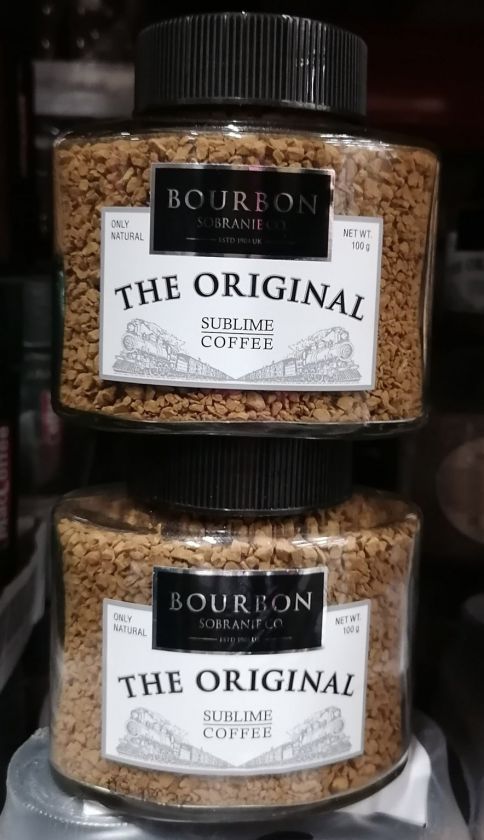 BOURBON
SOBRANIE CO.
ESTD 1904 UK
ONLY
NATURAL
NET WT.
100 g
THE ORIGINAL
SUBLIME
COFFEE
BOURBON
SOBRANIE CO.
ONLY
NATURAL
NET WT.
100 g
THE ORIGINAL
SUBLIME
COFFEE